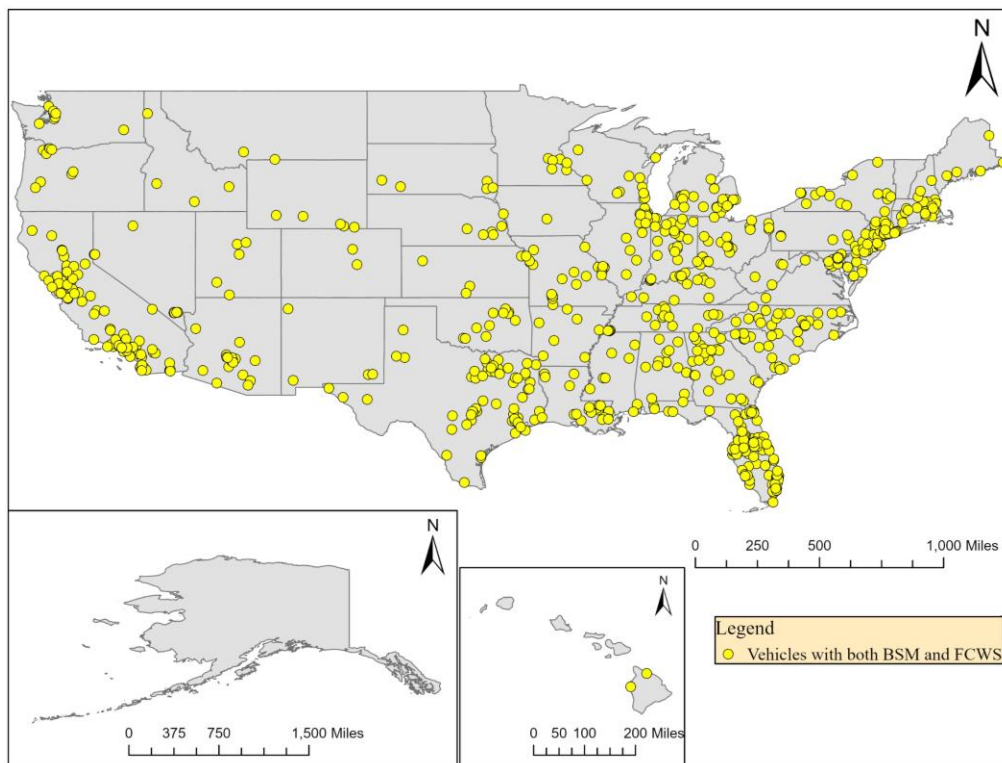 N
0 250 500 1,000 Miles
N
0 375 750 1,500 Miles
N
0 50 100 200 Miles
Legend
Vehicles with both BSM and FCWS